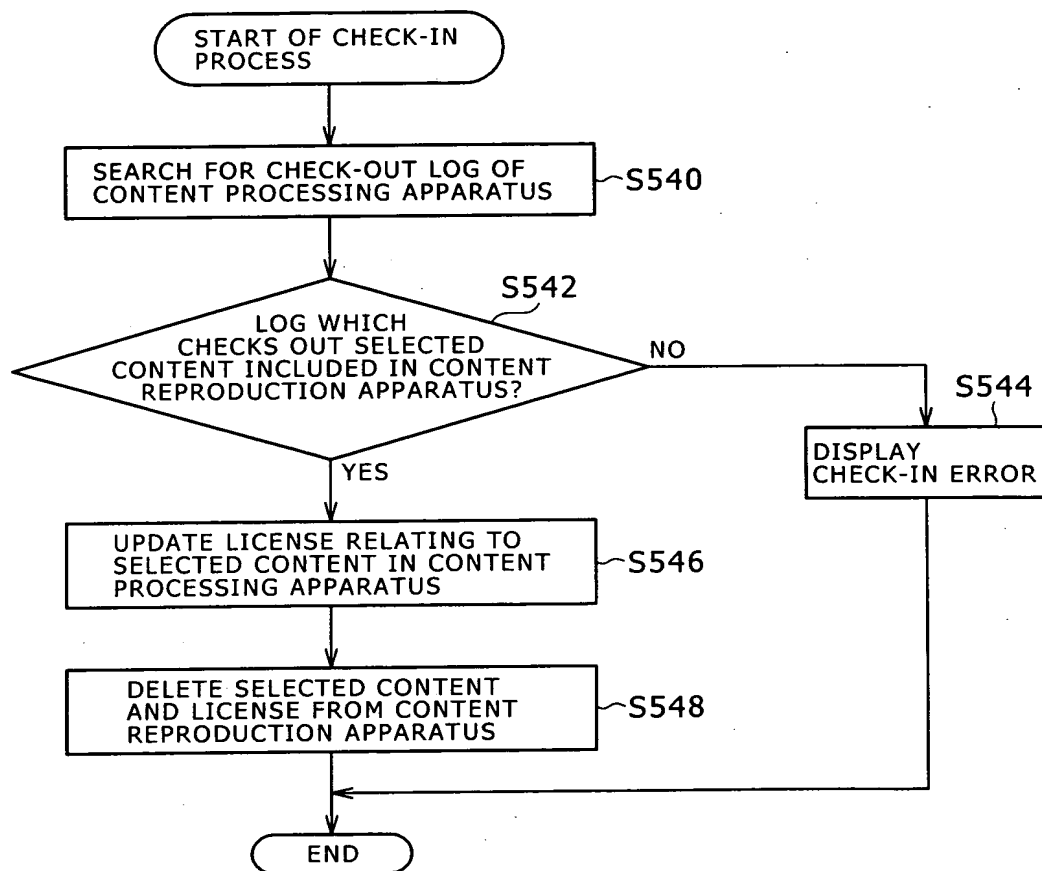 START OF CHECK-IN
PROCESS
SEARCH FOR CHECK-OUT LOG OF
CONTENT PROCESSING APPARATUS
S540
S542
LOG WHICH
CHECKS OUT SELECTED
CONTENT INCLUDED IN CONTENT
REPRODUCTION APPARATUS?
NO
S544
DISPLAY
CHECK-IN ERROR
YES
UPDATE LICENSE RELATING TO
SELECTED CONTENT IN CONTENT
PROCESSING APPARATUS
S546
DELETE SELECTED CONTENT
AND LICENSE FROM CONTENT
REPRODUCTION APPARATUS
S548
END